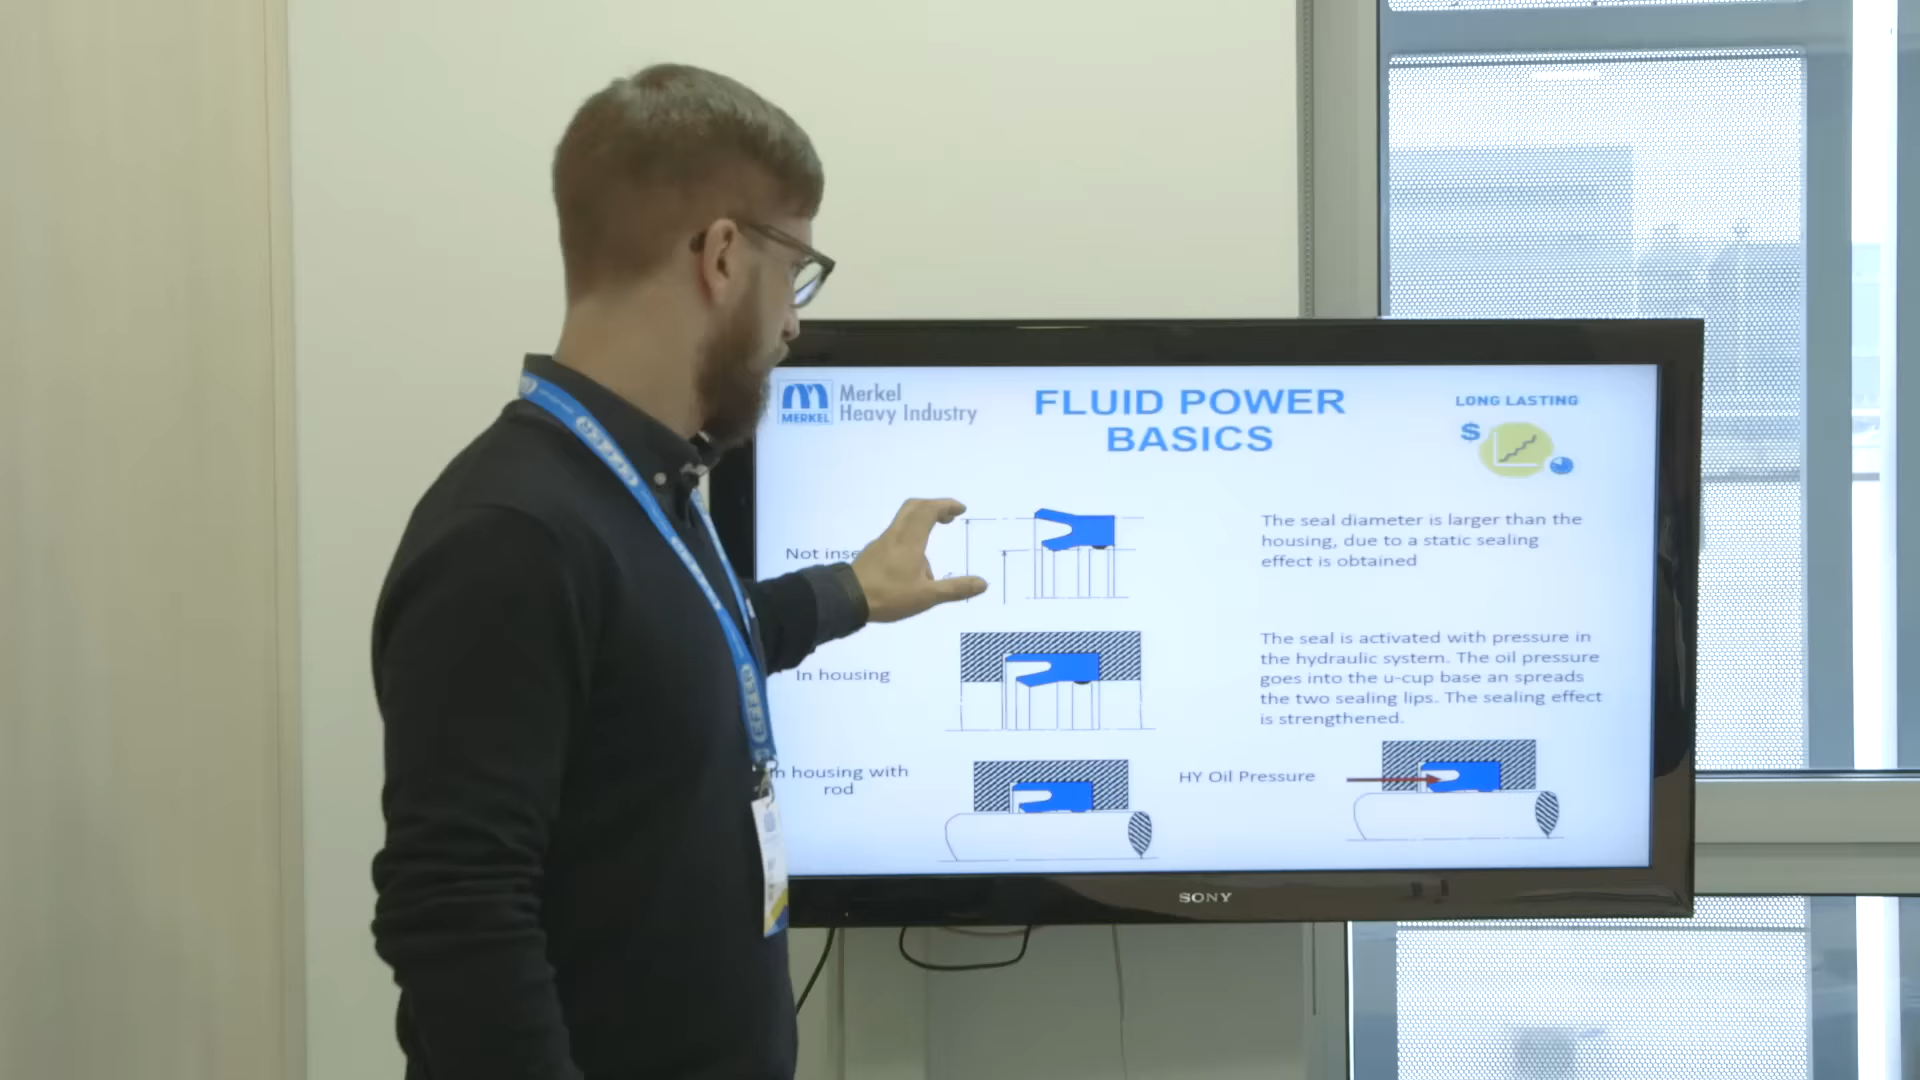 Merkel
Heavy Industry
MERKEL
FLUID POWER
BASICS
LONG LASTING
$
Not
The seal diameter is larger than the
housing, due to a static sealing
effect is obtained
In housing
The seal is activated with pressure in
the hydraulic system. The oil pressure
goes into the u-cup base an spreads
the two sealing lips. The sealing effect
is strengthened.
housing with
rod
HY Oil Pressure
SONY
EFFER
EFFER